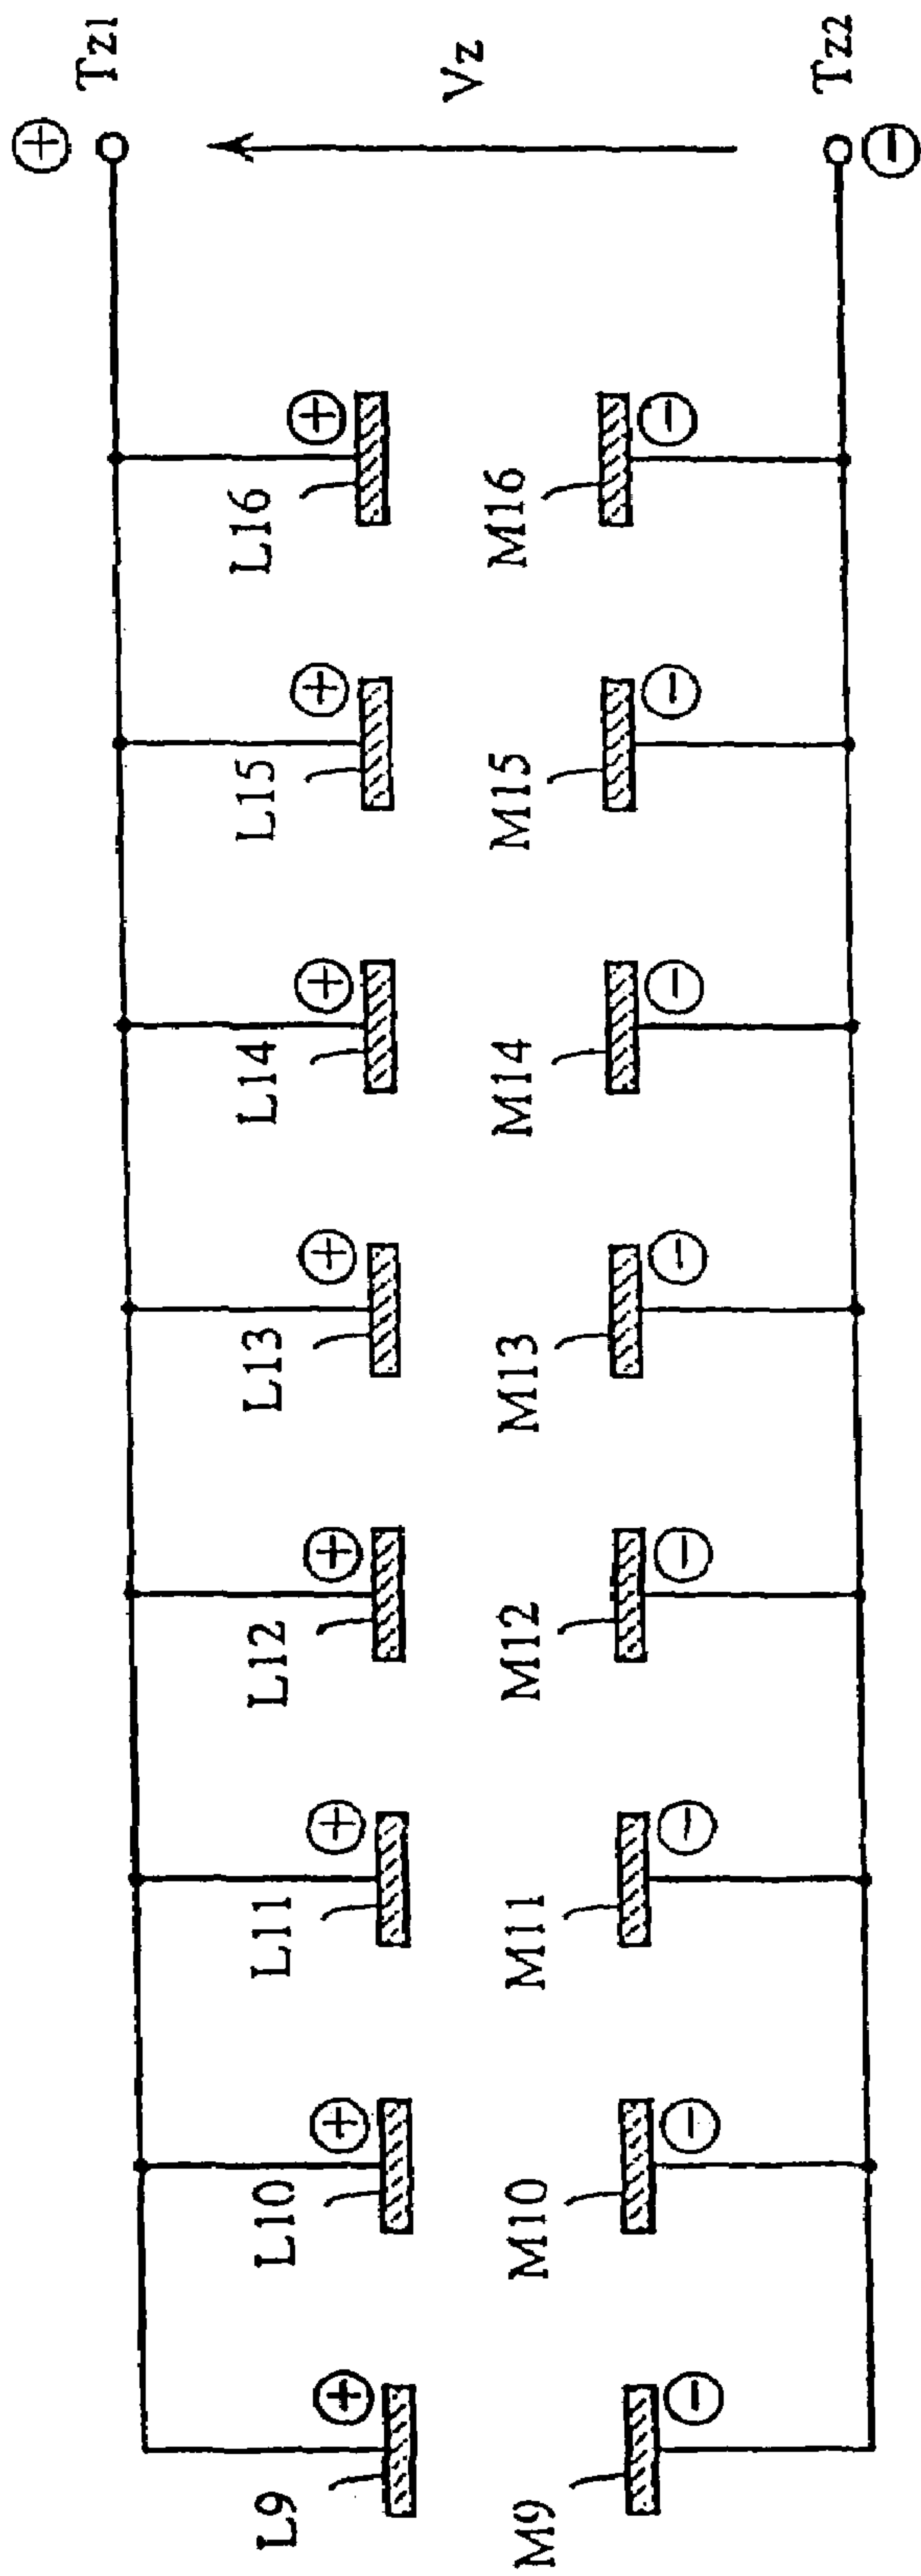 ⊕
Tz1
L9 L10 L11 L12 L13 L14 L15 L16
⊕ ⊕ ⊕ ⊕ ⊕ ⊕ ⊕ ⊕
Vz
M9 M10 M11 M12 M13 M14 M15 M16
⊖ ⊖ ⊖ ⊖ ⊖ ⊖ ⊖ ⊖
Tz2
⊖